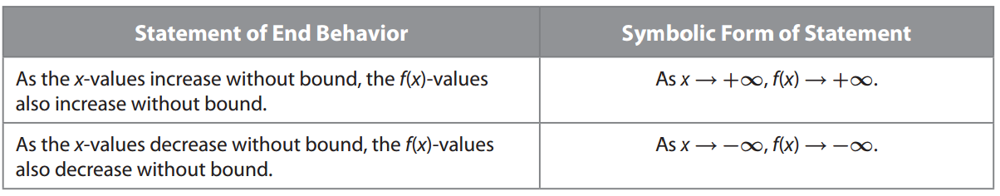 Statement of End Behavior
Symbolic Form of Statement
As the x-values increase without bound, the f(x)-values
also increase without bound.
As x → +∞, f(x) → +∞.
As the x-values decrease without bound, the f(x)-values
also decrease without bound.
As x → −∞, f(x) → −∞.